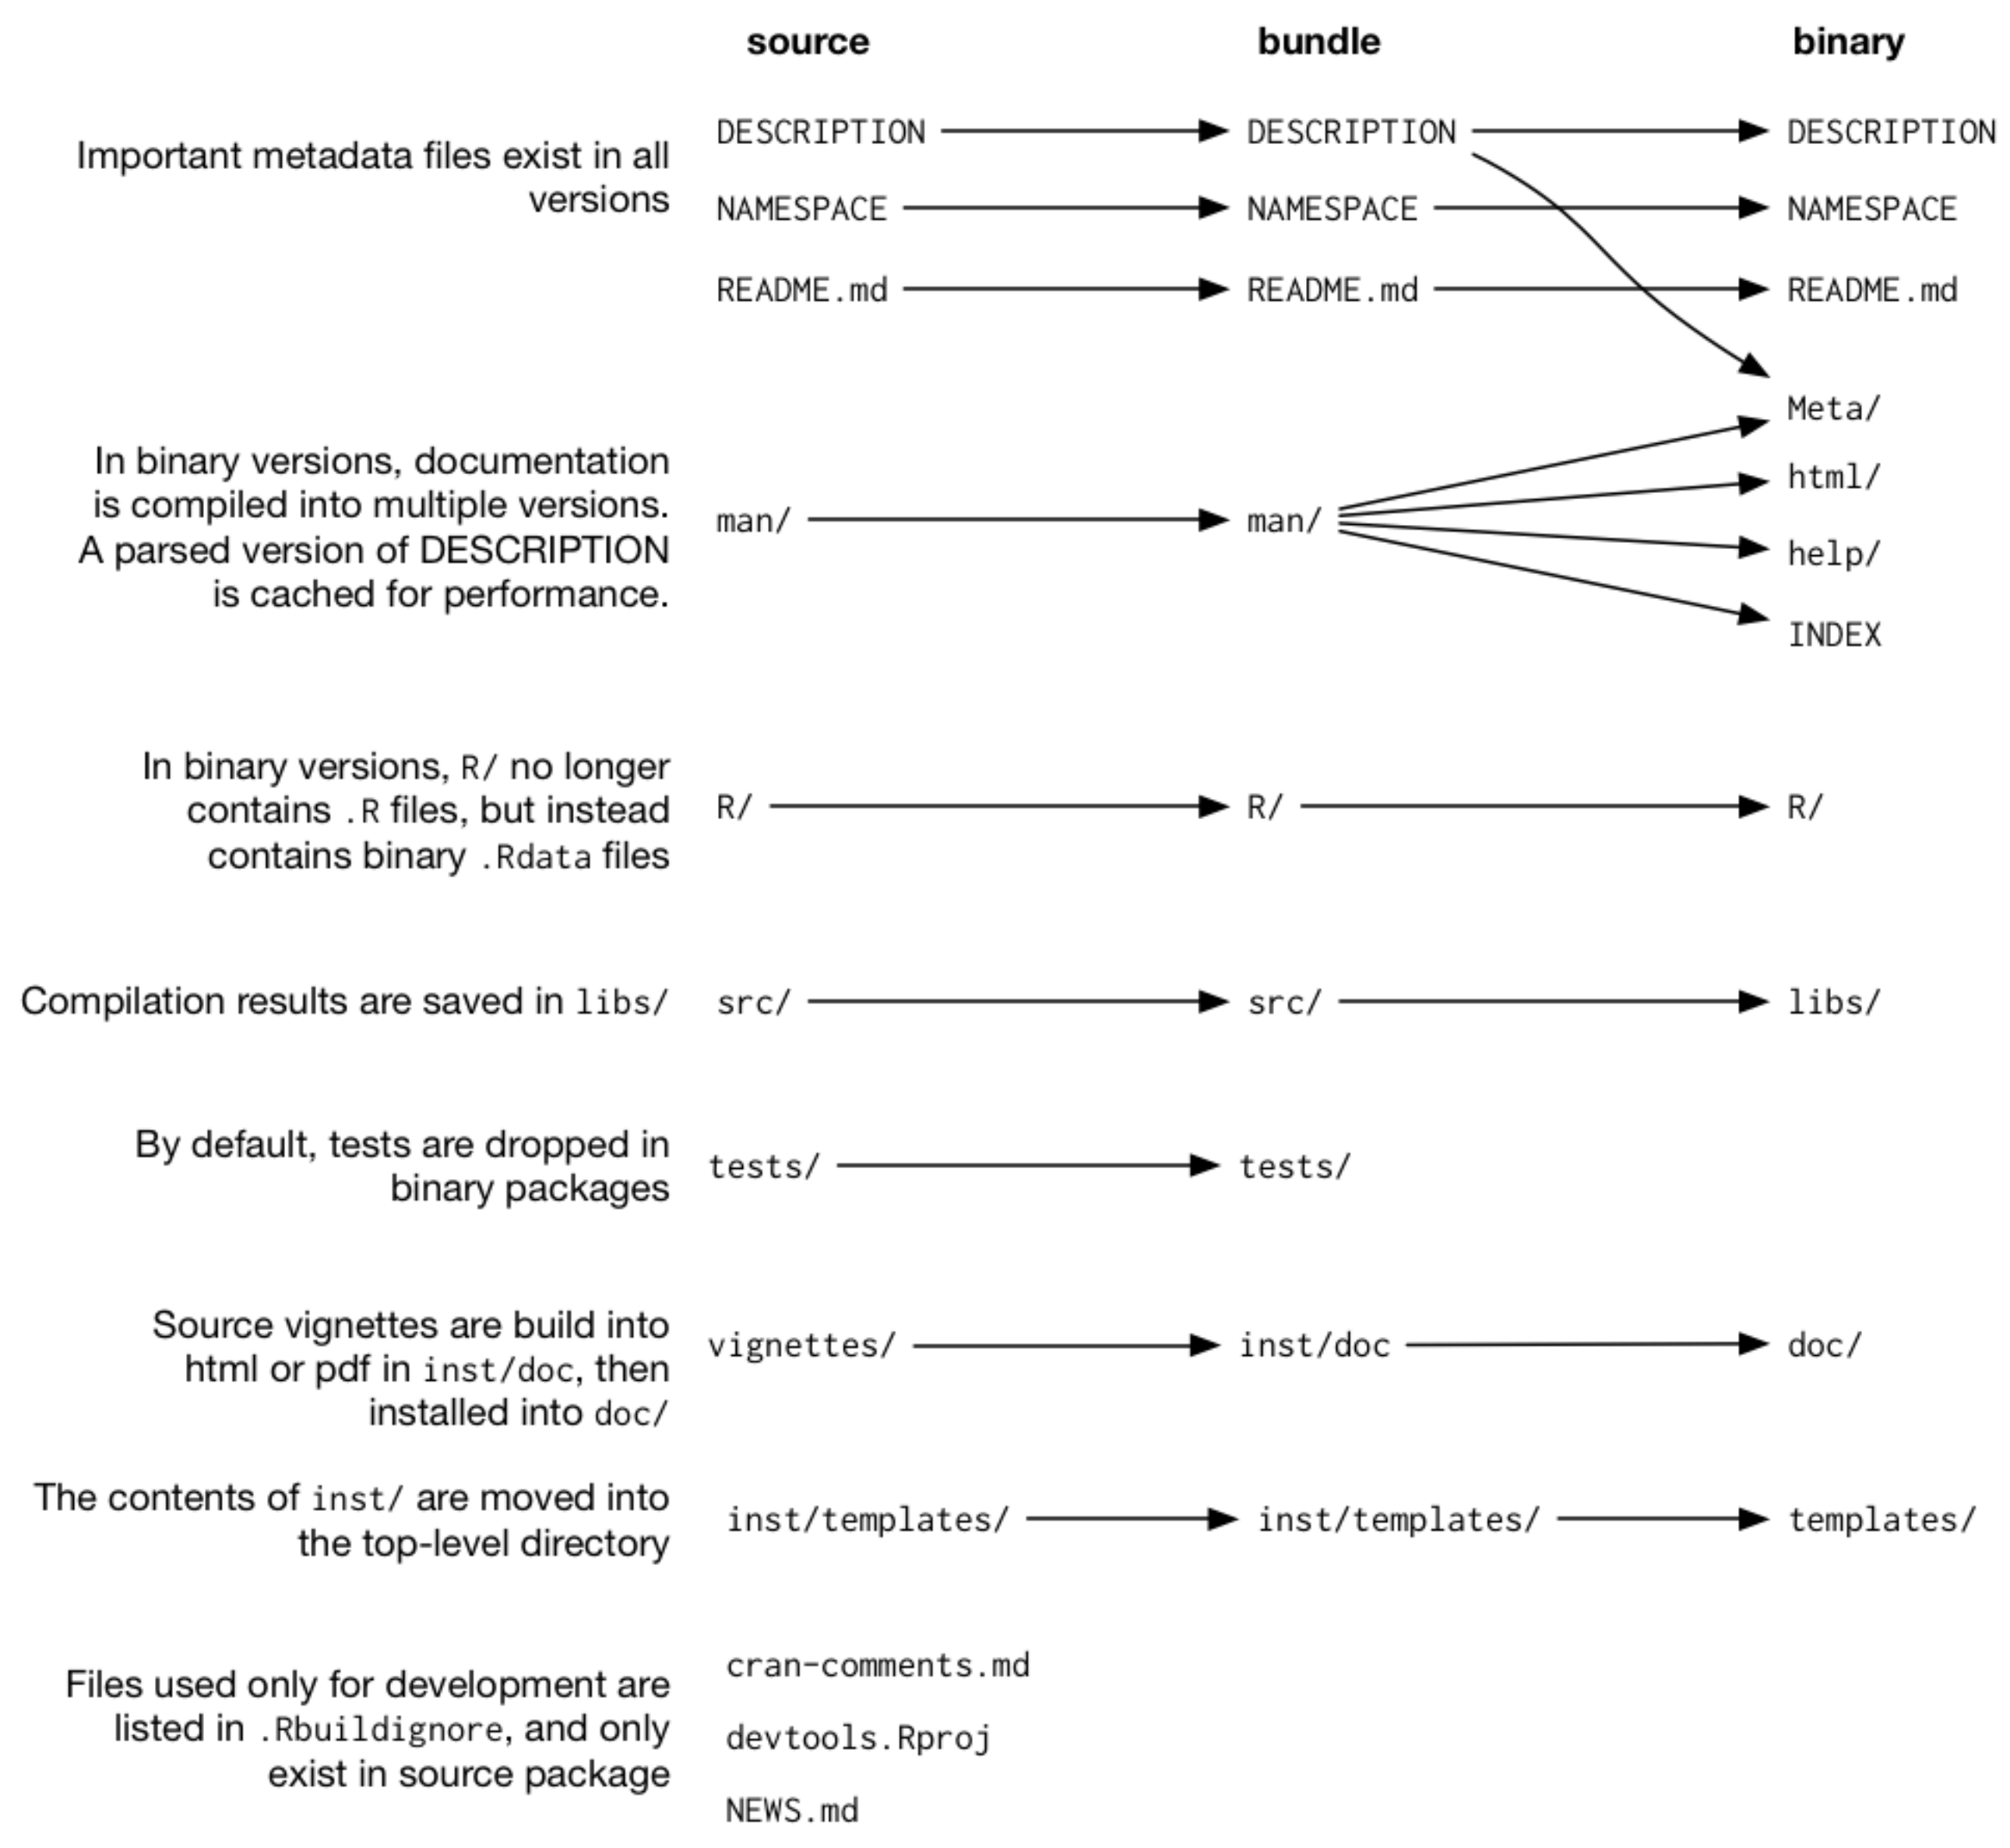 source bundle binary
Important metadata files exist in all
versions
DESCRIPTION DESCRIPTION DESCRIPTION
NAMESPACE NAMESPACE NAMESPACE
README.md README.md README.md
In binary versions, documentation
is compiled into multiple versions.
A parsed version of DESCRIPTION
is cached for performance.
man/ man/
Meta/
html/
help/
INDEX
In binary versions, R/ no longer
contains .R files, but instead
contains binary .Rdata files
R/ R/ R/
Compilation results are saved in libs/
src/ src/ libs/
By default, tests are dropped in
binary packages
tests/ tests/
Source vignettes are build into
html or pdf in inst/doc, then
installed into doc/
vignettes/ inst/doc doc/
The contents of inst/ are moved into
the top-level directory
inst/templates/ inst/templates/ templates/
Files used only for development are
listed in .Rbuildignore, and only
exist in source package
cran-comments.md
devtools.Rproj
NEWS.md